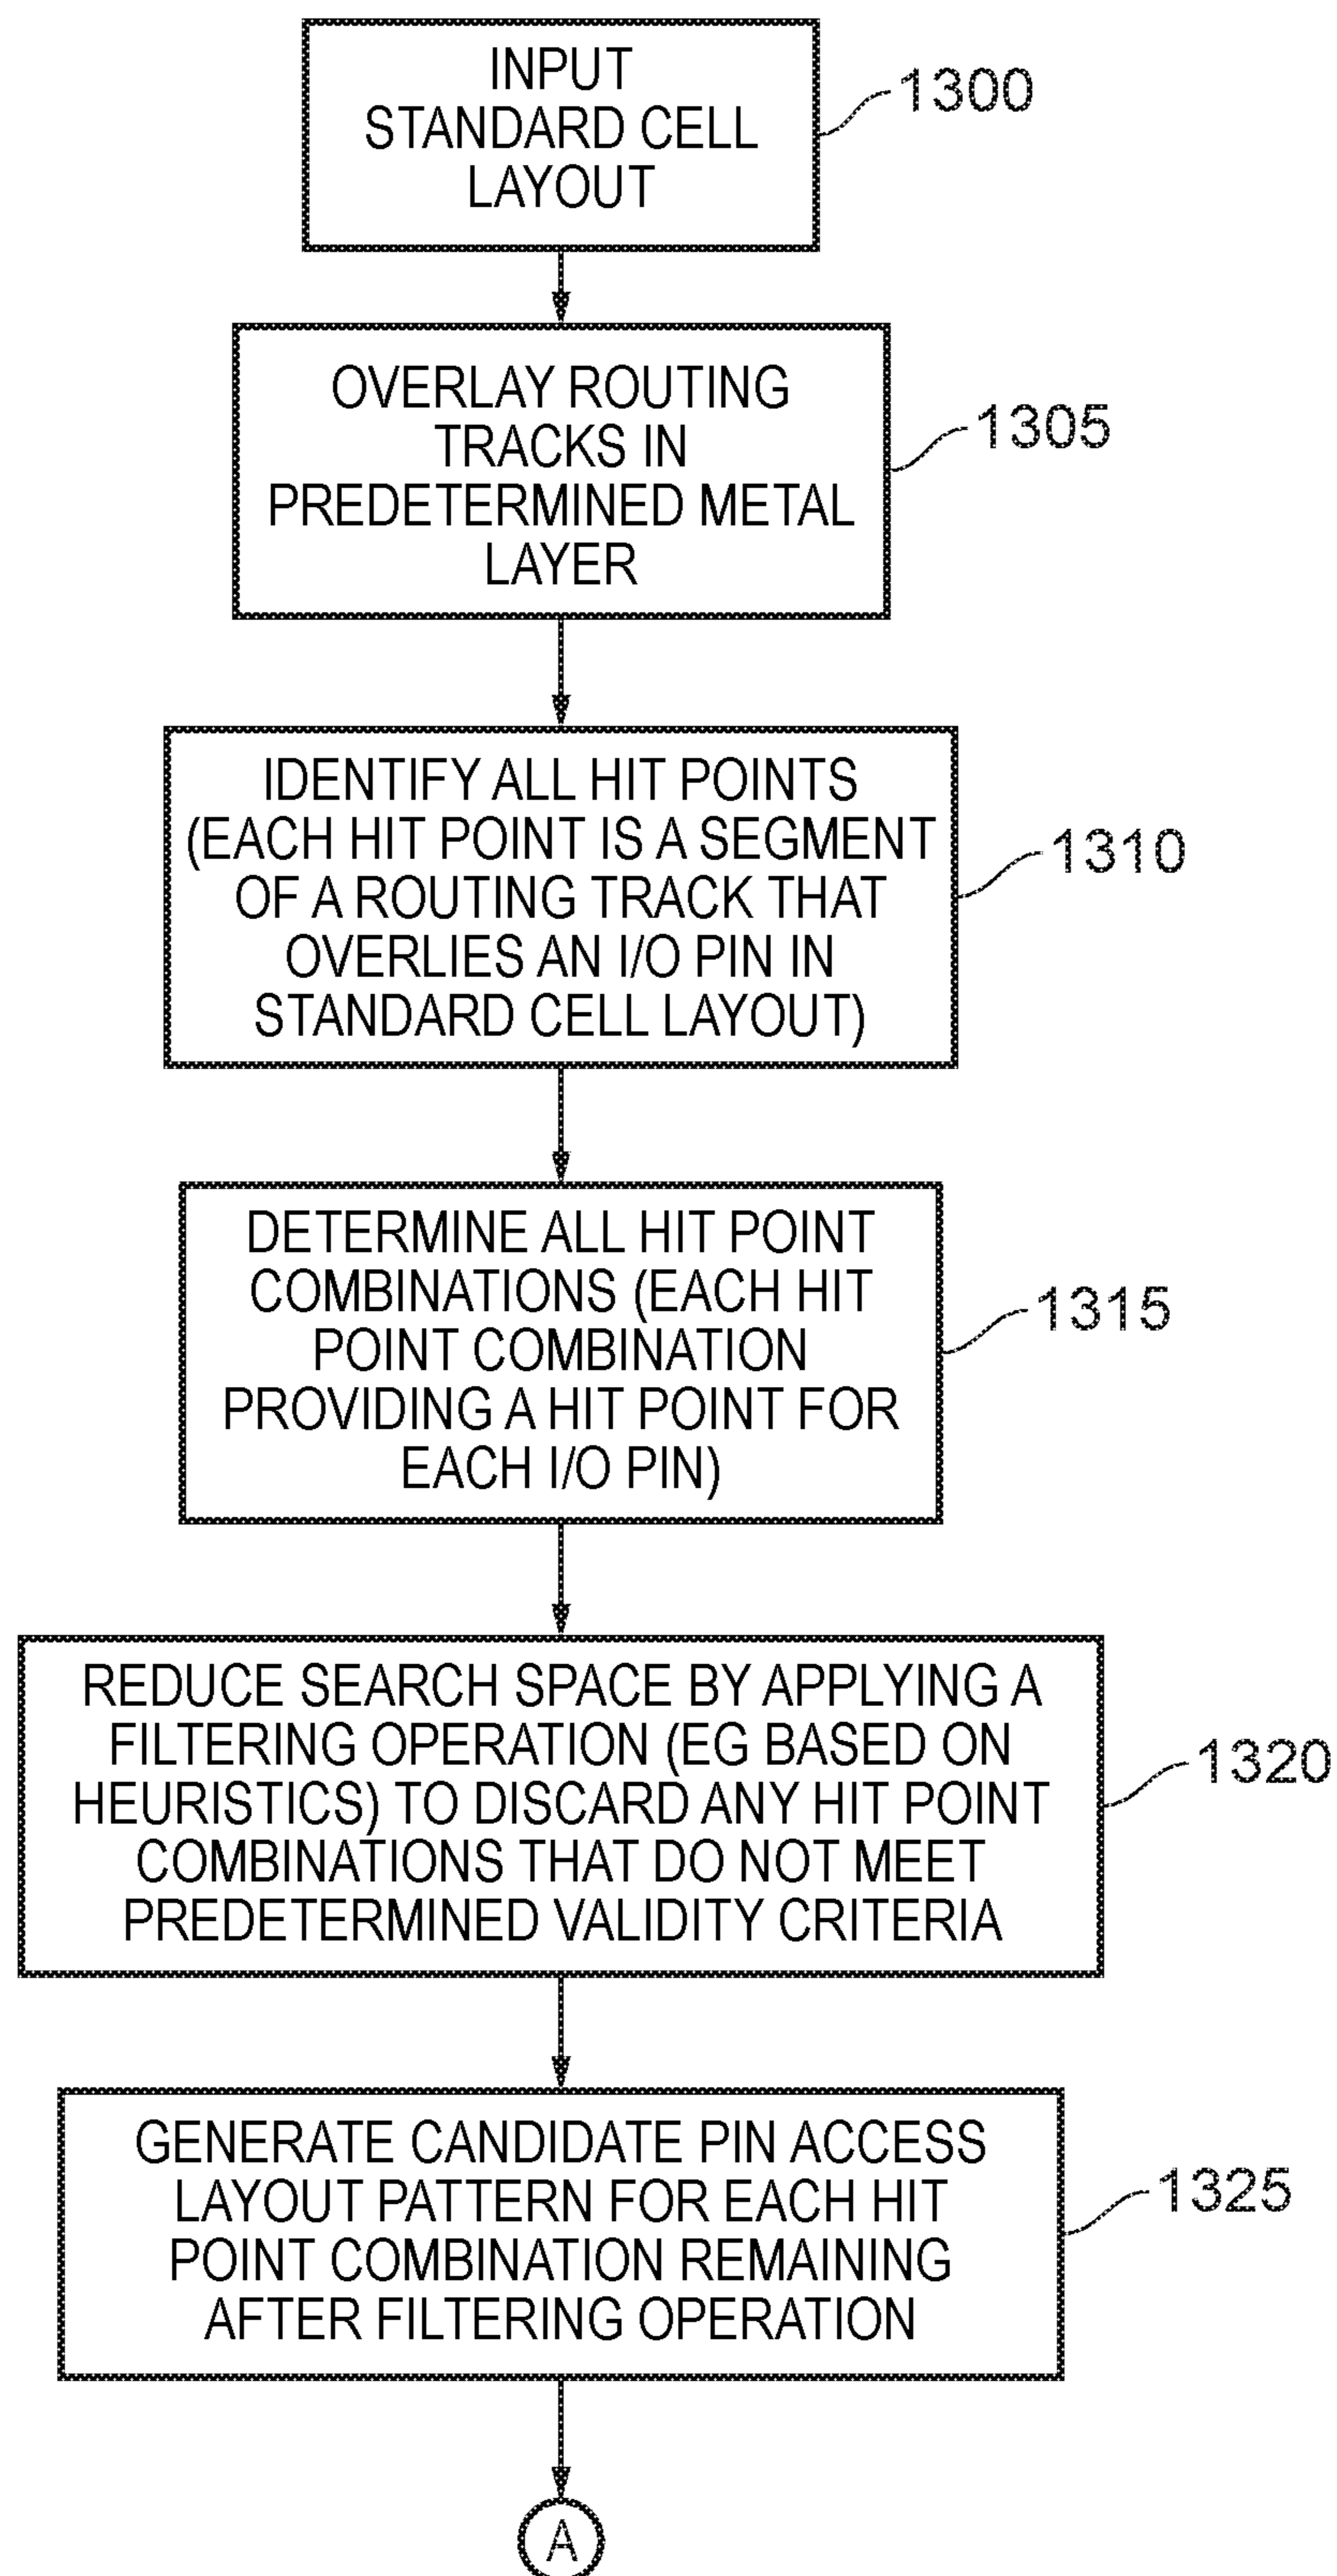 INPUT
STANDARD CELL
LAYOUT
1300
OVERLAY ROUTING
TRACKS IN
PREDETERMINED METAL
LAYER
1305
IDENTIFY ALL HIT POINTS
(EACH HIT POINT IS A SEGMENT
OF A ROUTING TRACK THAT
OVERLIES AN I/O PIN IN
STANDARD CELL LAYOUT)
1310
DETERMINE ALL HIT POINT
COMBINATIONS (EACH HIT
POINT COMBINATION
PROVIDING A HIT POINT FOR
EACH I/O PIN)
1315
REDUCE SEARCH SPACE BY APPLYING A
FILTERING OPERATION (EG BASED ON
HEURISTICS) TO DISCARD ANY HIT POINT
COMBINATIONS THAT DO NOT MEET
PREDETERMINED VALIDITY CRITERIA
1320
GENERATE CANDIDATE PIN ACCESS
LAYOUT PATTERN FOR EACH HIT
POINT COMBINATION REMAINING
AFTER FILTERING OPERATION
1325
A